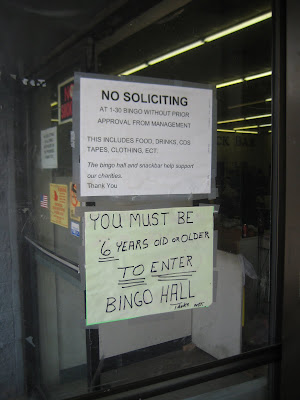 NO SOLICITING
AT 1-30 BINGO WITHOUT PRIOR
APPROVAL FROM MANAGEMENT
THIS INCLUDES FOOD, DRINKS, CDS
TAPES, CLOTHING, ECT.
The bingo hall and snackbar help support
our charities.
Thank You
YOU MUST BE
"6" YEARS OLD OR OLDER
TO ENTER
BINGO HALL